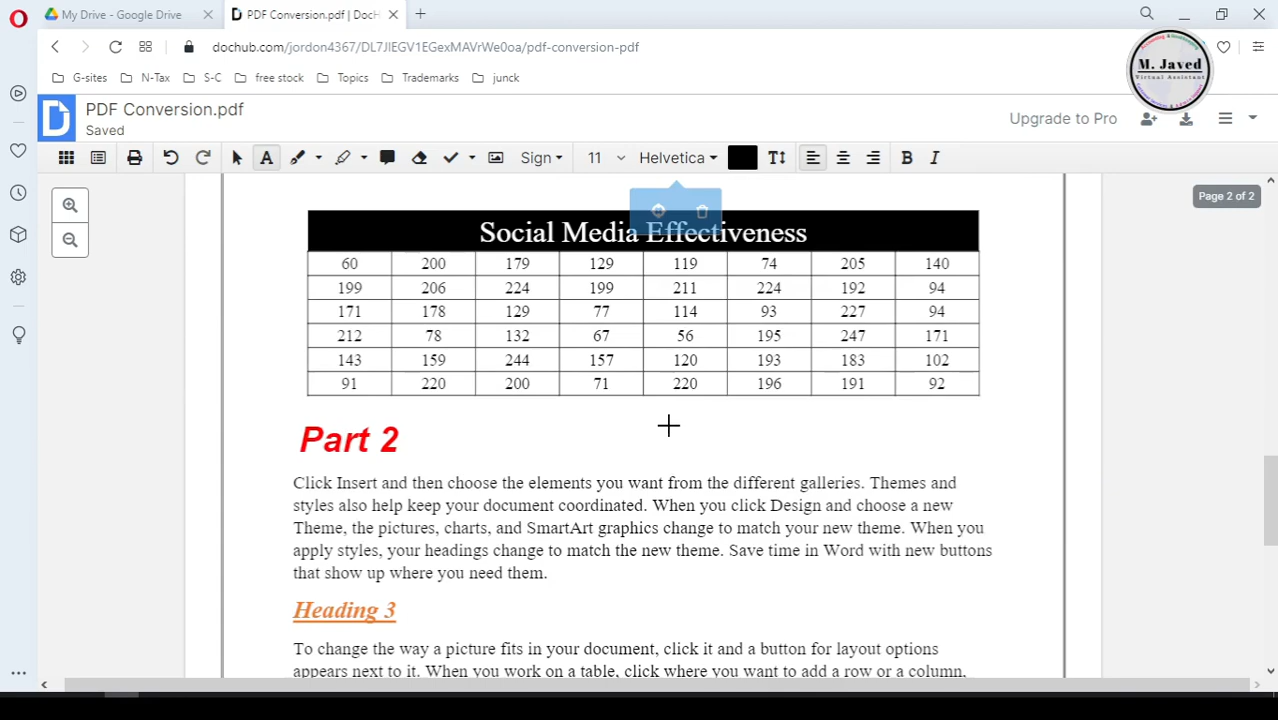 My Drive - Google Drive
PDF Conversion.pdf | DocH
dochub.com/jordon4367/DL7JlEGV1EGexMAVrWe0oa/pdf-conversion-pdf
G-sites N-Tax S-C free stock Topics Trademarks junck
M. Javed
Virtual Assistant
PDF Conversion.pdf
Saved
Upgrade to Pro
A Sign 11 Helvetica B I
Page 2 of 2
Social Media Effectiveness
60 200 179 129 119 74 205 140
199 206 224 199 211 224 192 94
171 178 129 77 114 93 227 94
212 78 132 67 56 195 247 171
143 159 244 157 120 193 183 102
91 220 200 71 220 196 191 92
Part 2
Click Insert and then choose the elements you want from the different galleries. Themes and
styles also help keep your document coordinated. When you click Design and choose a new
Theme, the pictures, charts, and SmartArt graphics change to match your new theme. When you
apply styles, your headings change to match the new theme. Save time in Word with new buttons
that show up where you need them.
Heading 3
To change the way a picture fits in your document, click it and a button for layout options
appears next to it. When you work on a table, click where you want to add a row or a column,